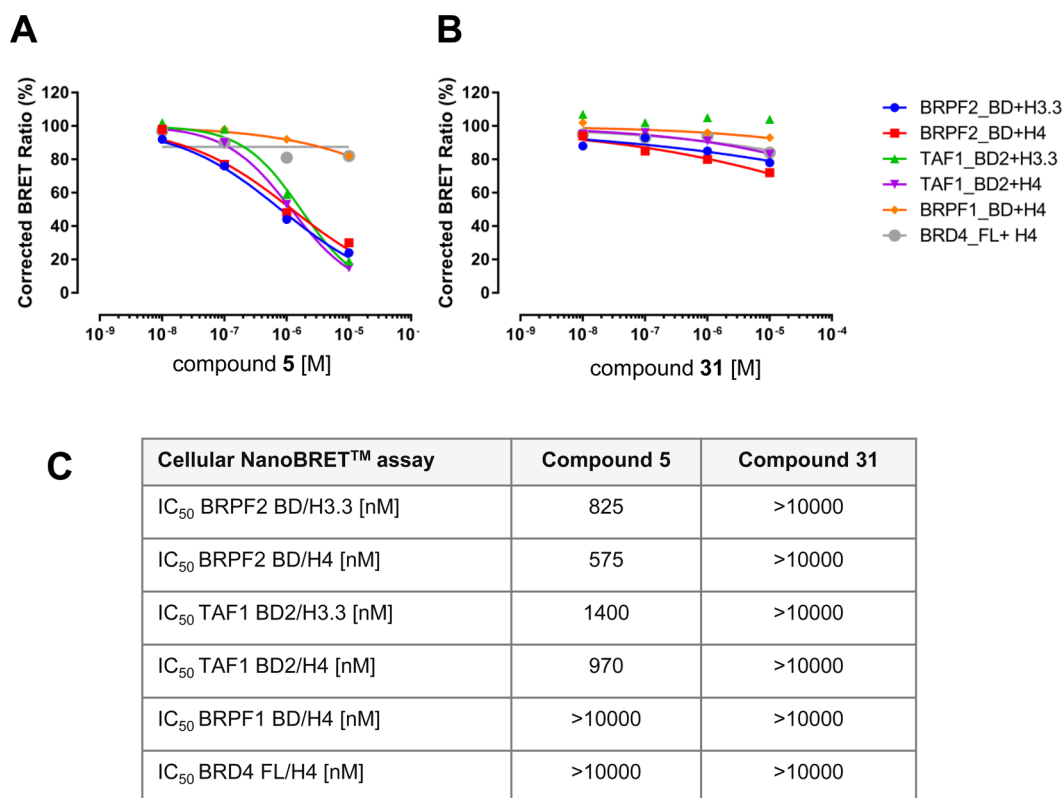 A
B
Corrected BRET Ratio (%)
120
100
80
60
40
20
0
10-9
10-8
10-7
10-6
10-5
10-
compound 5 [M]
Corrected BRET Ratio (%)
120
100
80
60
40
20
0
10-9
10-8
10-7
10-6
10-5
10-4
compound 31 [M]
BRPF2_BD+H3.3
BRPF2_BD+H4
TAF1_BD2+H3.3
TAF1_BD2+H4
BRPF1_BD+H4
BRD4_FL+ H4
C
Cellular NanoBRETTM assay Compound 5 Compound 31
IC50 BRPF2 BD/H3.3 [nM] 825 >10000
IC50 BRPF2 BD/H4 [nM] 575 >10000
IC50 TAF1 BD2/H3.3 [nM] 1400 >10000
IC50 TAF1 BD2/H4 [nM] 970 >10000
IC50 BRPF1 BD/H4 [nM] >10000 >10000
IC50 BRD4 FL/H4 [nM] >10000 >10000